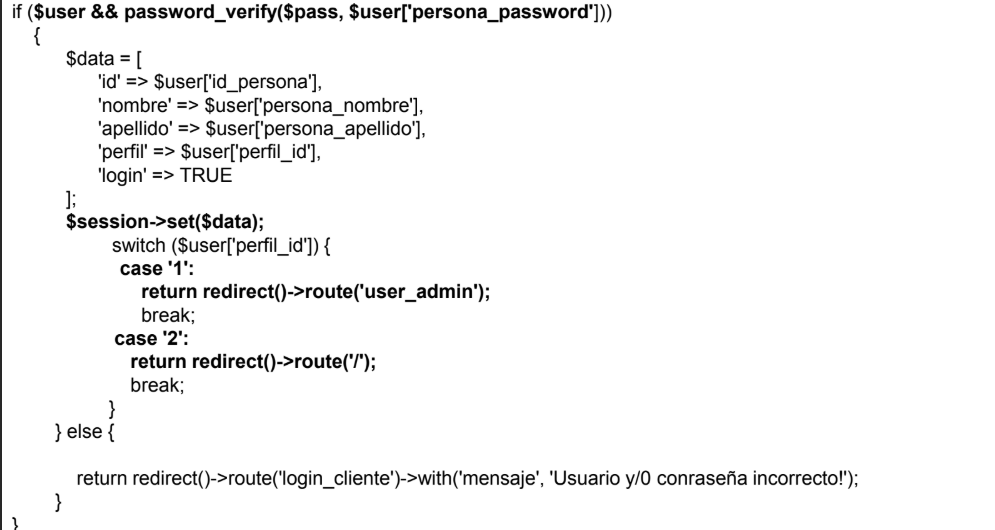 if ($user && password_verify($pass, $user['persona_password']))
{
$data = [
'id' => $user['id_persona'],
'nombre' => $user['persona_nombre'],
'apellido' => $user['persona_apellido'],
'perfil' => $user['perfil_id'],
'login' => TRUE
];
$session->set($data);
switch ($user['perfil_id']) {
case '1':
return redirect()->route('user_admin');
break;
case '2':
return redirect()->route('/');
break;
}
} else {
return redirect()->route('login_cliente')->with('mensaje', 'Usuario y/0 conraseña incorrecto!');
}
}